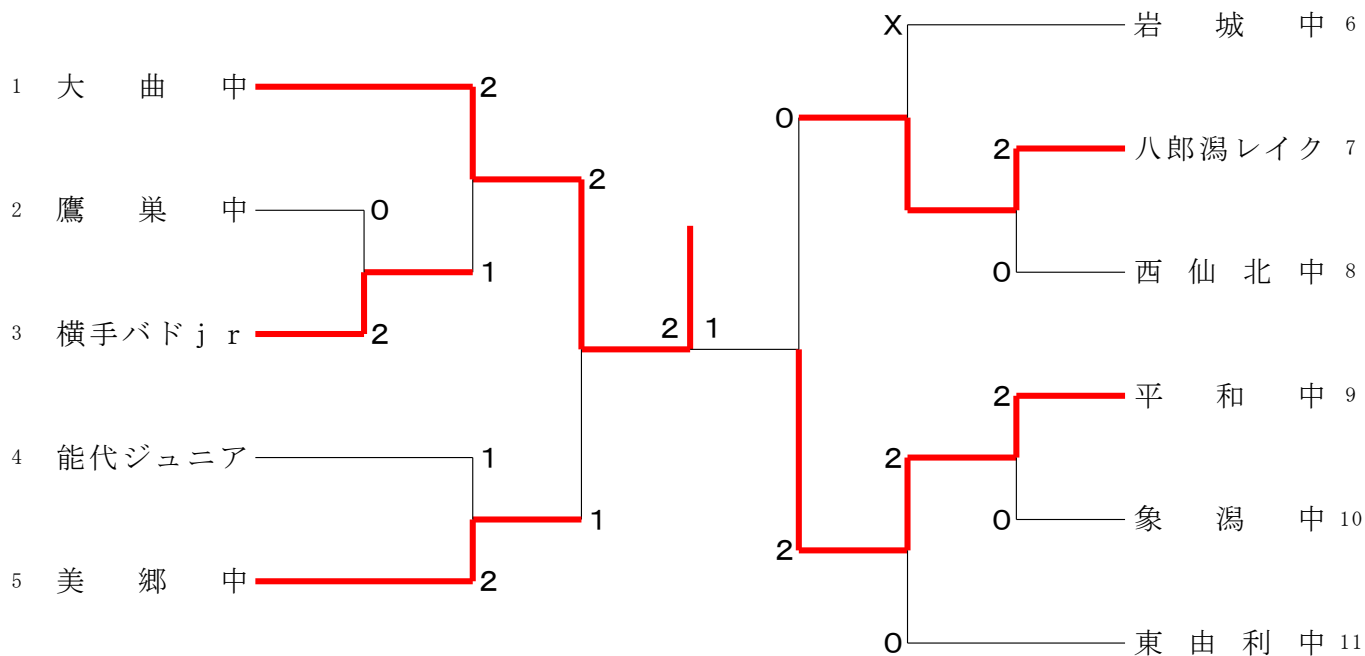 1 大曲中 2
2 鷹巣中 0
3 横手バドjr 2
1
2
4 能代ジュニア 1
5 美郷中 2
1
2 1
X 岩城中 6
0
2 八郎潟レイク 7
0 西仙北中 8
2 平和中 9
2
0 象潟中 10
2
0 東由利中 11